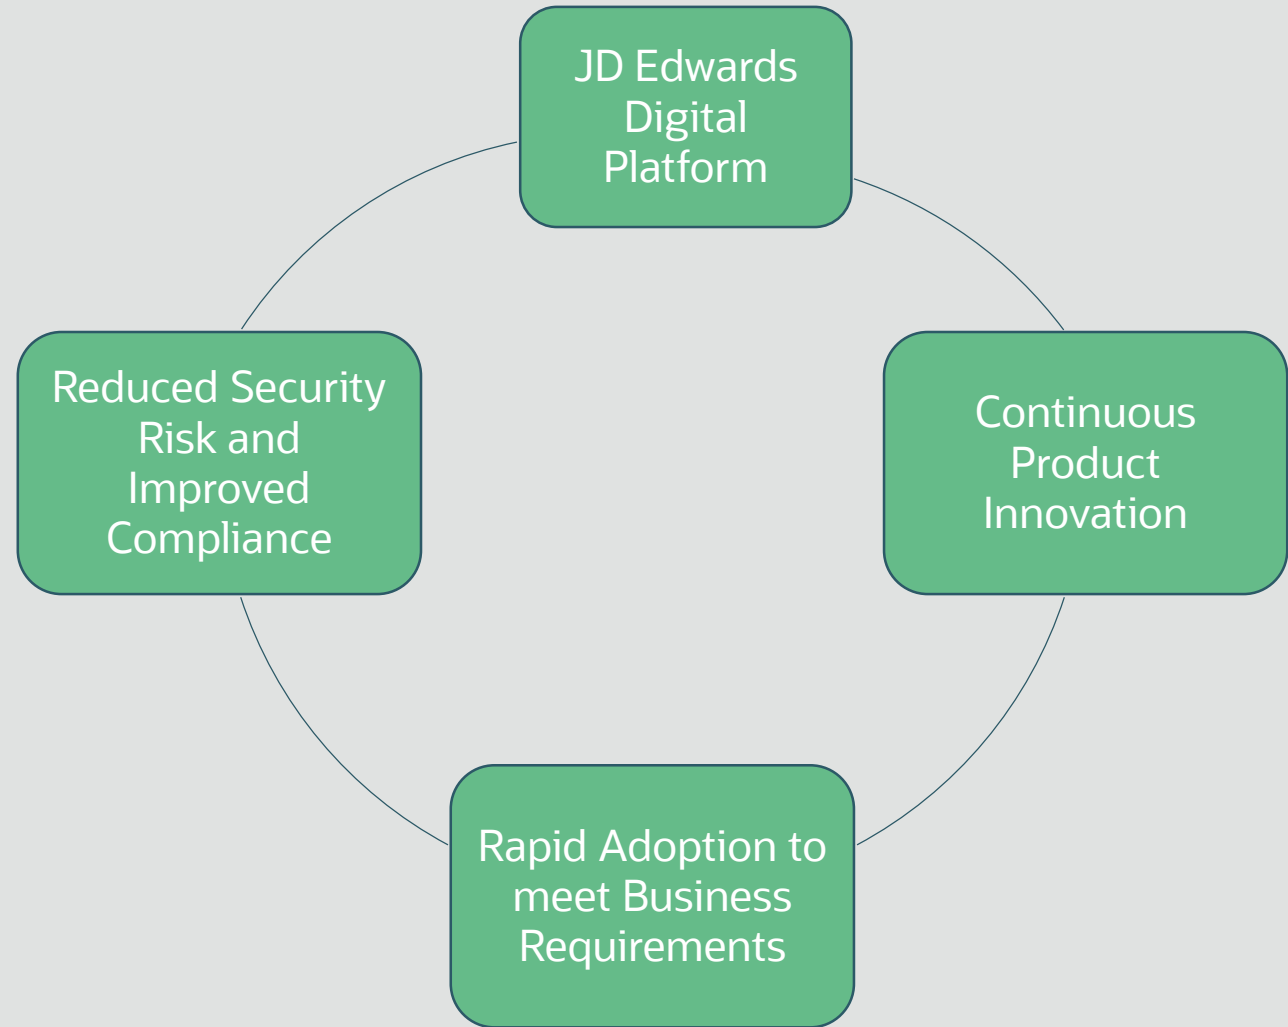 JD Edwards
Digital
Platform
Reduced Security
Risk and
Improved
Compliance
Continuous
Product
Innovation
Rapid Adoption to
meet Business
Requirements